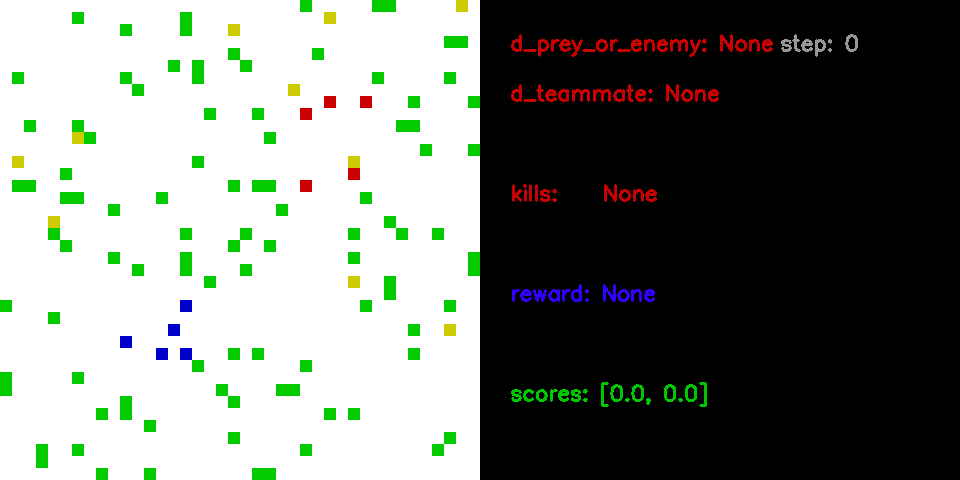 d_prey_or_enemy: None step: 0
d_teammate: None
kills: None
reward: None
scores: [0.0, 0.0]